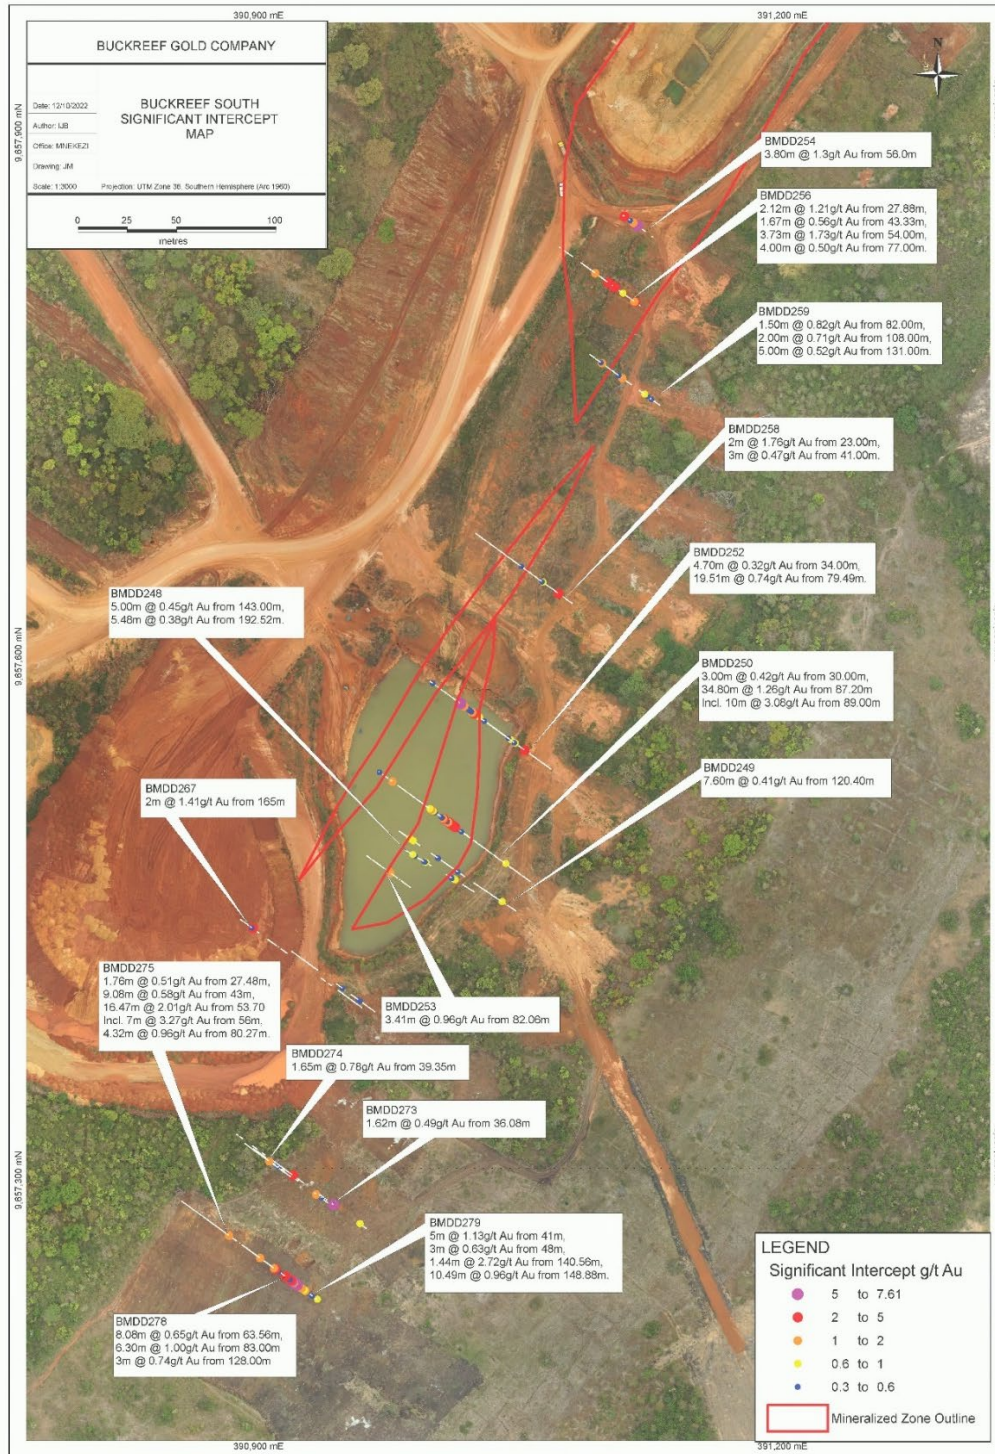 390,900 mE
391,200 mE
BUCKREEF GOLD COMPANY
Date: 12/10/2022
Author: IJB
Office: MNEKEZI
Drawing: JM
Scale: 1:2000
BUCKREEF SOUTH
SIGNIFICANT INTERCEPT
MAP
Projection: UTM Zone 36, Southern Hemisphere (Arc 1960)
0 50 100
metres
N
9,657,900 mN
BMDD254
3.80m @ 1.3g/t Au from 56.0m
BMDD256
2.12m @ 1.21g/t Au from 27.88m,
1.67m @ 0.56g/t Au from 43.33m,
3.73m @ 1.73g/t Au from 54.00m,
4.00m @ 0.50g/t Au from 77.00m.
BMDD259
1.50m @ 0.82g/t Au from 82.00m,
2.00m @ 0.71g/t Au from 108.00m,
5.00m @ 0.52g/t Au from 131.00m.
BMDD258
2m @ 1.76g/t Au from 23.00m,
3m @ 0.47g/t Au from 41.00m.
BMDD252
4.70m @ 0.32g/t Au from 34.00m,
19.51m @ 0.74g/t Au from 79.49m.
BMDD248
5.00m @ 0.45g/t Au from 143.00m,
5.48m @ 0.38g/t Au from 192.52m.
9,657,600 mN
BMDD250
3.00m @ 0.42g/t Au from 30.00m,
34.80m @ 1.26g/t Au from 87.20m
Incl. 10m @ 3.08g/t Au from 89.00m
BMDD249
7.60m @ 0.41g/t Au from 120.40m
BMDD267
2m @ 1.41g/t Au from 165m
BMDD275
1.76m @ 0.51g/t Au from 27.48m,
9.08m @ 0.58g/t Au from 43m,
16.47m @ 2.01g/t Au from 53.70
Incl. 7m @ 3.27g/t Au from 56m,
4.32m @ 0.96g/t Au from 80.27m.
BMDD253
3.41m @ 0.96g/t Au from 82.06m
BMDD274
1.65m @ 0.78g/t Au from 39.35m
BMDD273
1.62m @ 0.49g/t Au from 36.08m
9,657,300 mN
BMDD279
5m @ 1.13g/t Au from 41m,
3m @ 0.63g/t Au from 48m,
1.44m @ 2.72g/t Au from 140.56m,
10.49m @ 0.96g/t Au from 148.88m.
BMDD278
8.08m @ 0.65g/t Au from 63.56m,
6.30m @ 1.00g/t Au from 83.00m
3m @ 0.74g/t Au from 128.00m
LEGEND
Significant Intercept g/t Au
5 to 7.61
2 to 5
1 to 2
0.6 to 1
0.3 to 0.6
Mineralized Zone Outline
390,900 mE
391,200 mE